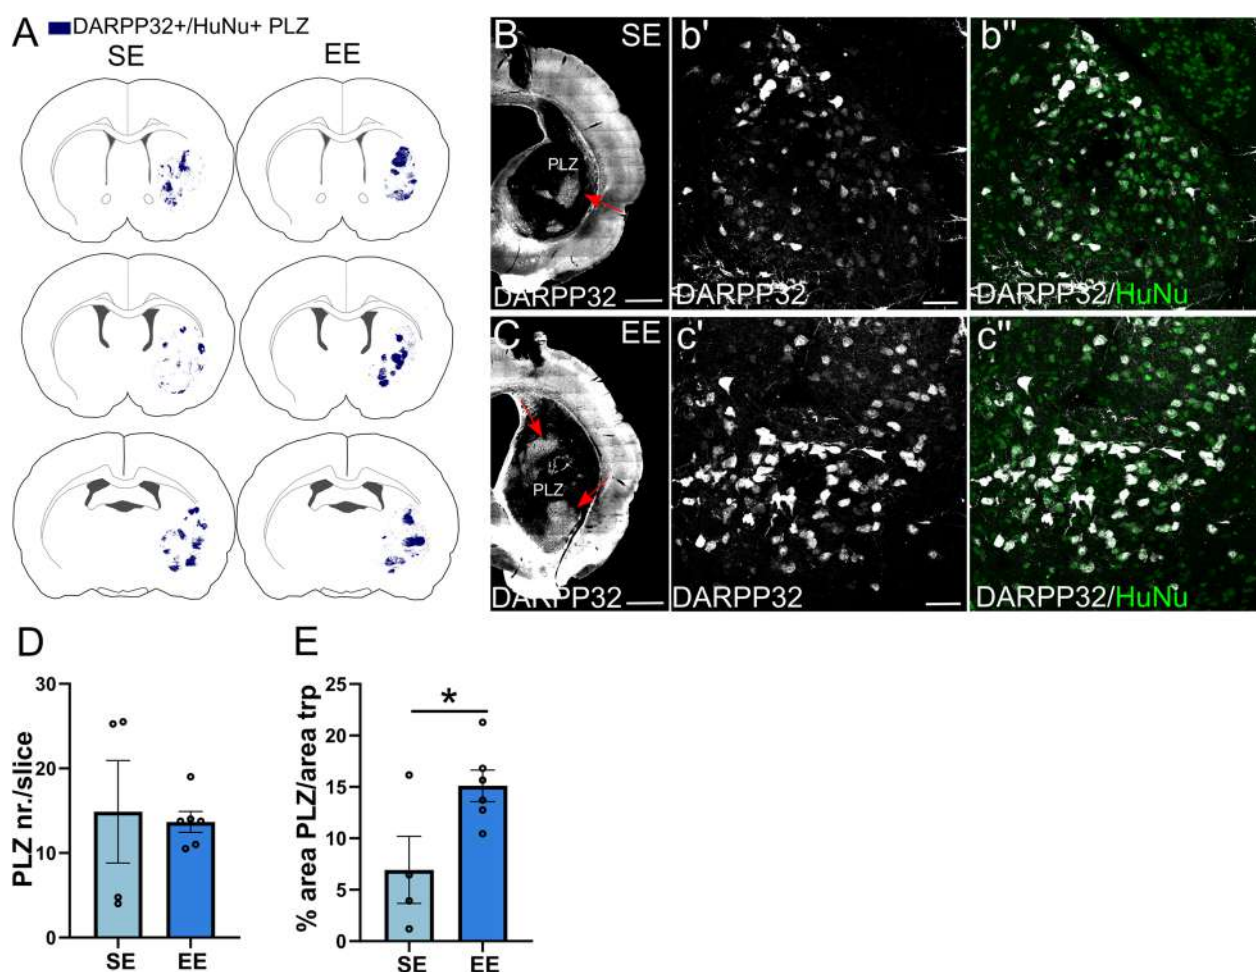 A
DARPP32+/HuNu+ PLZ
SE
EE
B
SE
PLZ
DARPP32
b'
DARPP32
b''
DARPP32/HuNu
C
EE
PLZ
DARPP32
c'
DARPP32
c''
DARPP32/HuNu
D
PLZ nr./slice
30
20
10
0
SE
EE
E
% area PLZ/area trp
25
20
15
10
5
0
*
SE
EE